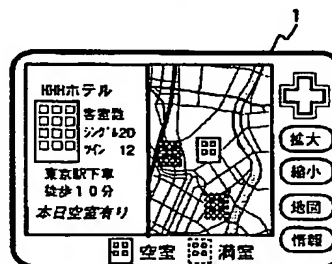 1
HHHホテル
客室数
シングル20
ツイン 12
東京駅下車
徒歩10分
本日空室有り
拡大
縮小
地図
情報
空室 満室